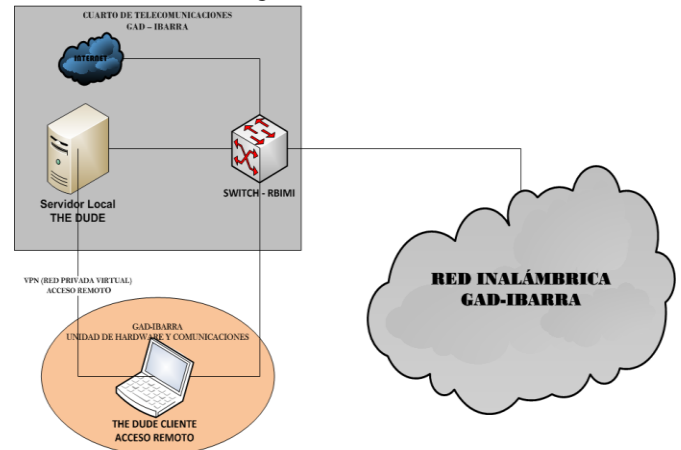 CUARTO DE TELECOMUNICACIONES
GAD – IBARRA
INTERNET
Servidor Local
THE DUDE
SWITCH - RBIMI
VPN (RED PRIVADA VIRTUAL)
ACCESO REMOTO
RED INALÁMBRICA
GAD-IBARRA
GAD-IBARRA
UNIDAD DE HARDWARE Y COMUNICACIONES
THE DUDE CLIENTE
ACCESO REMOTO